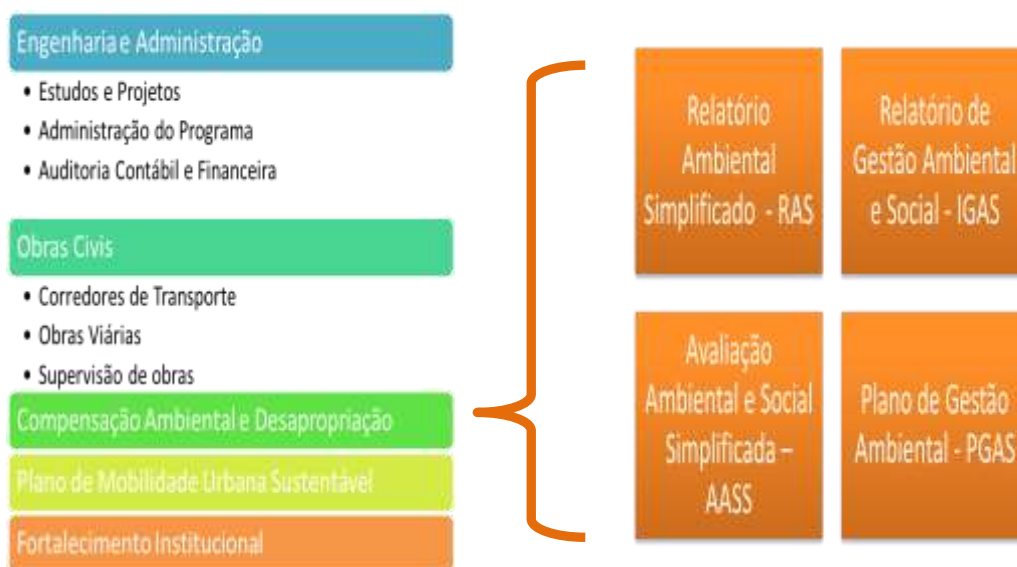 Engenharia e Administração
• Estudos e Projetos
• Administração do Programa
• Auditoria Contábil e Financeira
Obras Civis
• Corredores de Transporte
• Obras Viárias
• Supervisão de obras
Compensação Ambiental e Desapropriação
Plano de Mobilidade Urbana Sustentável
Fortalecimento Institucional
Relatório
Ambiental
Simplificado - RAS
Relatório de
Gestão Ambiental
e Social - IGAS
Avaliação
Ambiental e Social
Simplificada –
AASS
Plano de Gestão
Ambiental - PGAS